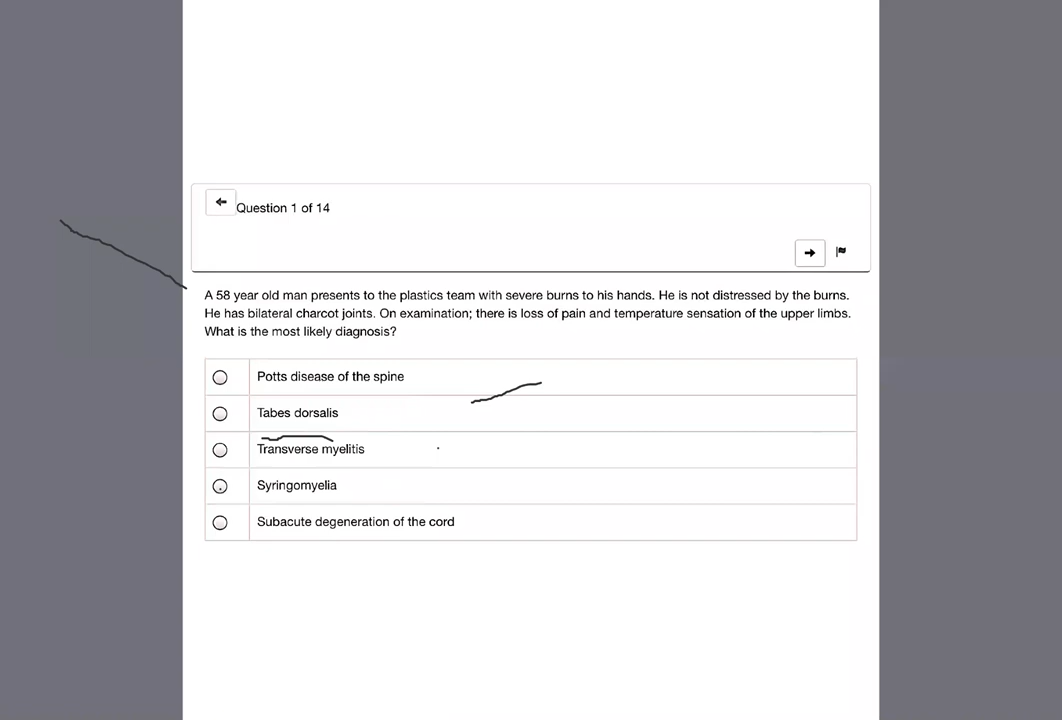 Question 1 of 14
A 58 year old man presents to the plastics team with severe burns to his hands. He is not distressed by the burns.
He has bilateral charcot joints. On examination; there is loss of pain and temperature sensation of the upper limbs.
What is the most likely diagnosis?
Potts disease of the spine
Tabes dorsalis
Transverse myelitis
Syringomyelia
Subacute degeneration of the cord